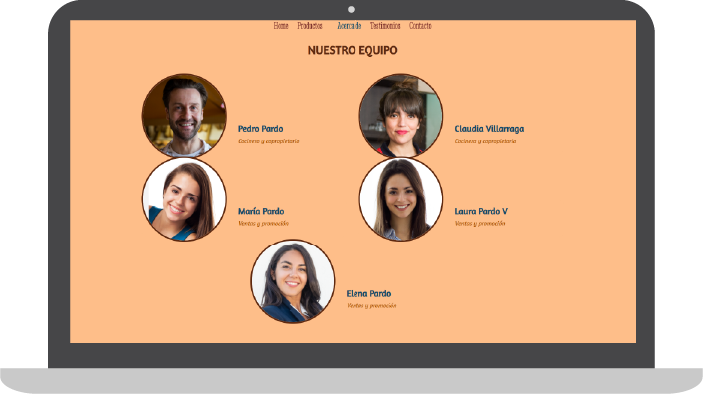 Home Productos Acerca de Testimonios Contacto
NUESTRO EQUIPO
Pedro Pardo
Cocinero y copropietario
Claudia Villarraga
Cocinera y copropietaria
María Pardo
Ventas y promoción
Laura Pardo V
Ventas y promoción
Elena Pardo
Ventas y promoción